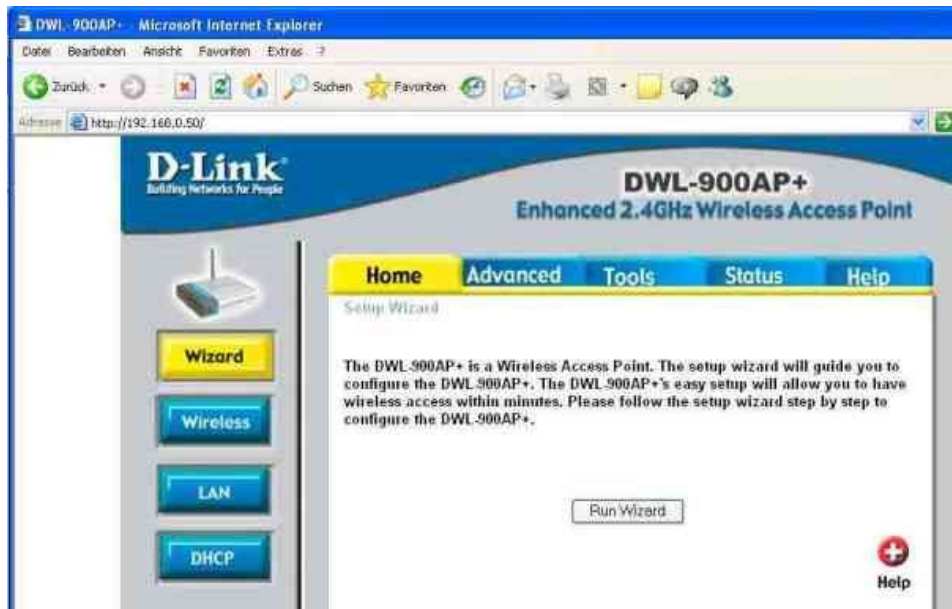 DWL-900AP+ - Microsoft Internet Explorer
Datei Bearbeiten Ansicht Favoriten Extras ?
Zurück Suchen Favoriten
Adresse http://192.168.0.50/
D-Link
Building Networks for People
DWL-900AP+
Enhanced 2.4GHz Wireless Access Point
Home Advanced Tools Status Help
Setup Wizard
Wizard
The DWL-900AP+ is a Wireless Access Point. The setup wizard will guide you to
configure the DWL-900AP+. The DWL-900AP+'s easy setup will allow you to have
wireless access within minutes. Please follow the setup wizard step by step to
configure the DWL-900AP+.
Wireless
LAN
Run Wizard
DHCP
Help